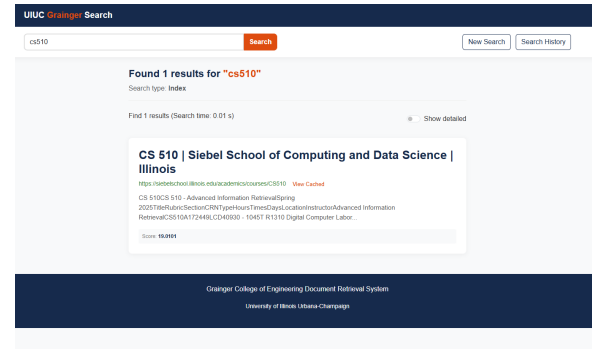 UIUC Grainger Search
cs510
Search
New Search
Search History
Found 1 results for "cs510"
Search type: Index
Find 1 results (Search time: 0.01 s)
Show detailed
CS 510 | Siebel School of Computing and Data Science |
Illinois
https://siebelschool.illinois.edu/academics/courses/CS510 View Cached
CS 510CS 510 - Advanced Information RetrievalSpring
2025TitleRubricSectionCRNTypeHoursTimesDaysLocationInstructorAdvanced Information
RetrievalCS510A172449LCD40930 - 1045T R1310 Digital Computer Labor...
Score: 19.0101
Grainger College of Engineering Document Retrieval System
University of Illinois Urbana-Champaign